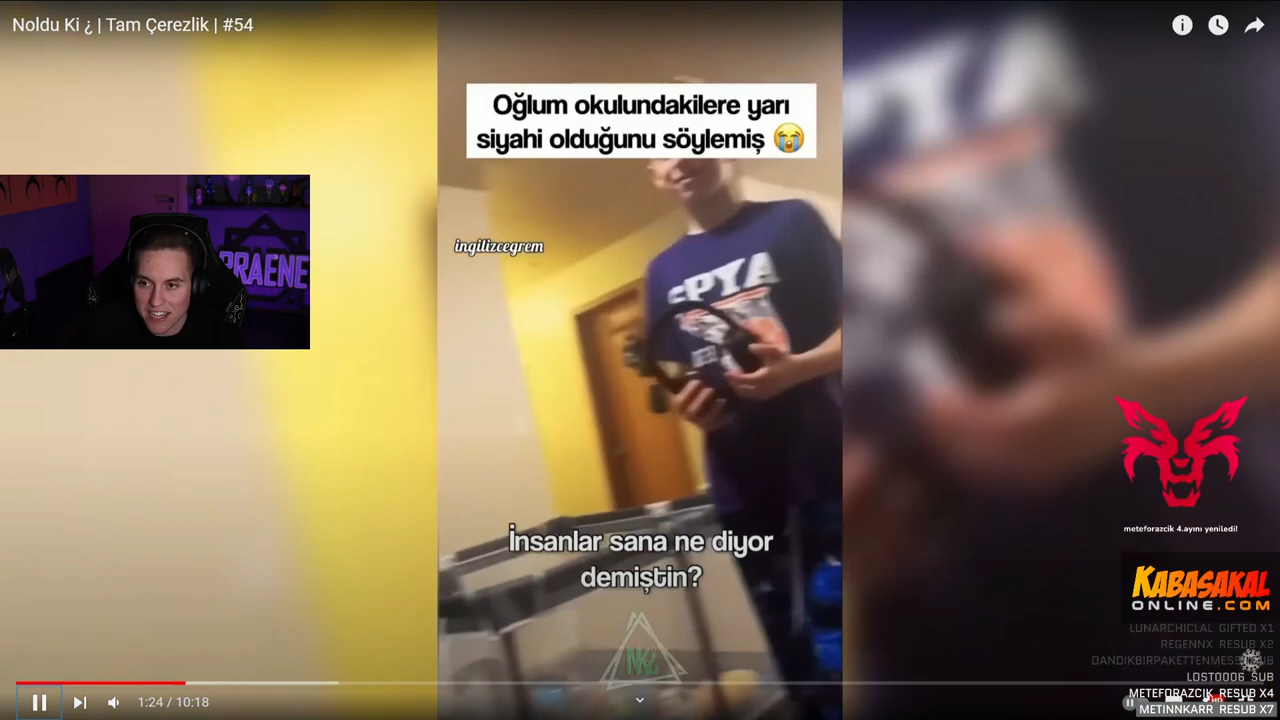 Noldu Ki ¿ | Tam Çerezlik | #54
Oğlum okulundakilere yarı
siyahi olduğunu söylemiş 😭
ingilizcegrem
PRAENE
İnsanlar sana ne diyor
demiştin?
NK¿
meteforazcik 4.ayını yeniledi!
KABASAKAL
ONLINE.COM
LUNARCHICLAL GIFTED X1
REGENNX RESUB X2
LOST0006 SUB
METEFORAZCIK RESUB X4
METINNKARR RESUB X7
1:24 / 10:18